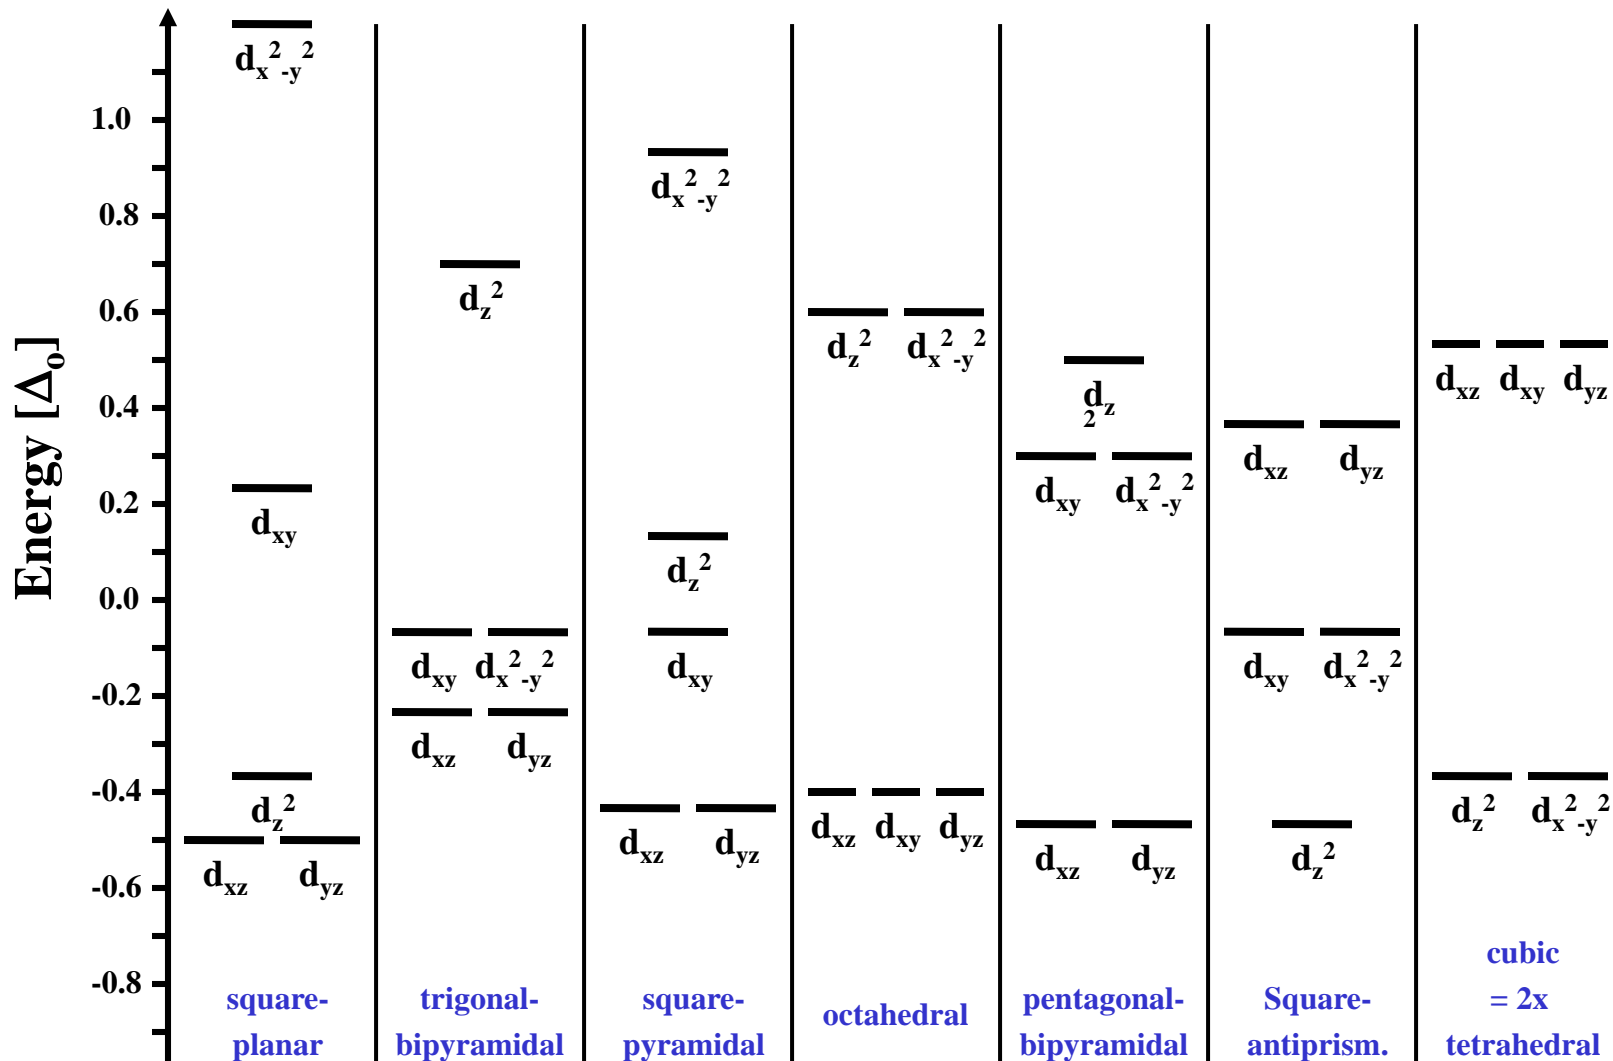 Energy [Δo]
1.0
0.8
0.6
0.4
0.2
0.0
-0.2
-0.4
-0.6
-0.8
dx2-y2
dxy
dz2
dxz dyz
square-
planar
dz2
dxy dx2-y2
dxz dyz
trigonal-
bipyramidal
dx2-y2
dz2
dxy
dxz dyz
square-
pyramidal
dz2 dx2-y2
dxz dxy dyz
octahedral
dz
2
dxy dx2-y2
dxz dyz
pentagonal-
bipyramidal
dxz dyz
dxy dx2-y2
dz2
Square-
antiprism.
dxz dxy dyz
dz2 dx2-y2
cubic
= 2x
tetrahedral